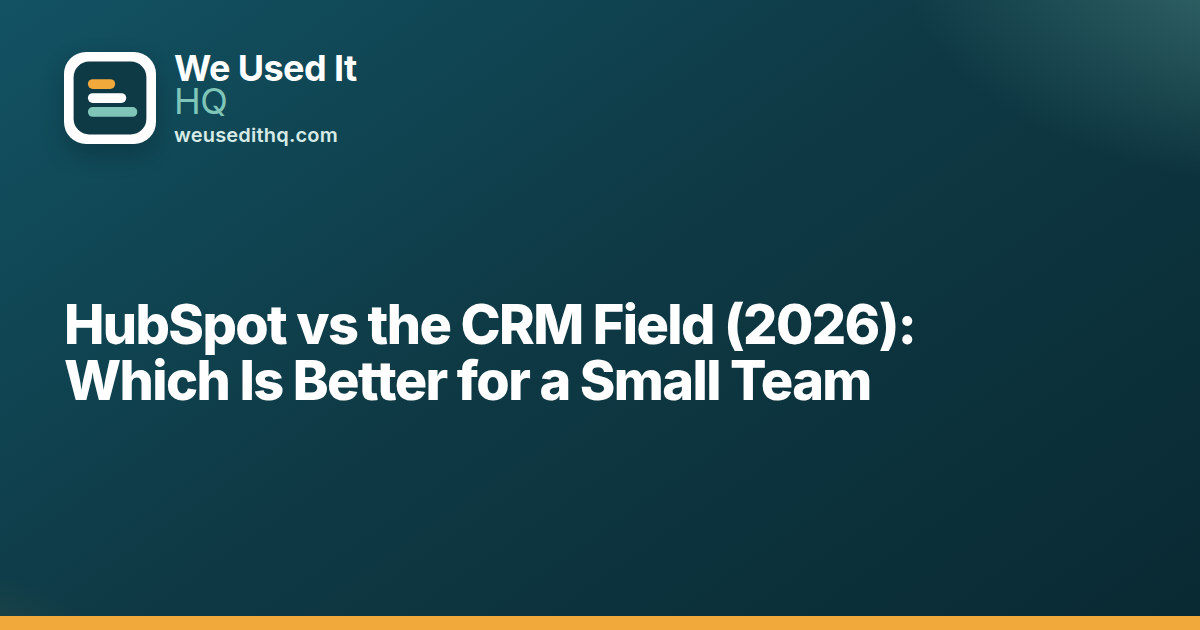 We Used It
HQ
weusedithq.com
HubSpot vs the CRM Field (2026):
Which Is Better for a Small Team